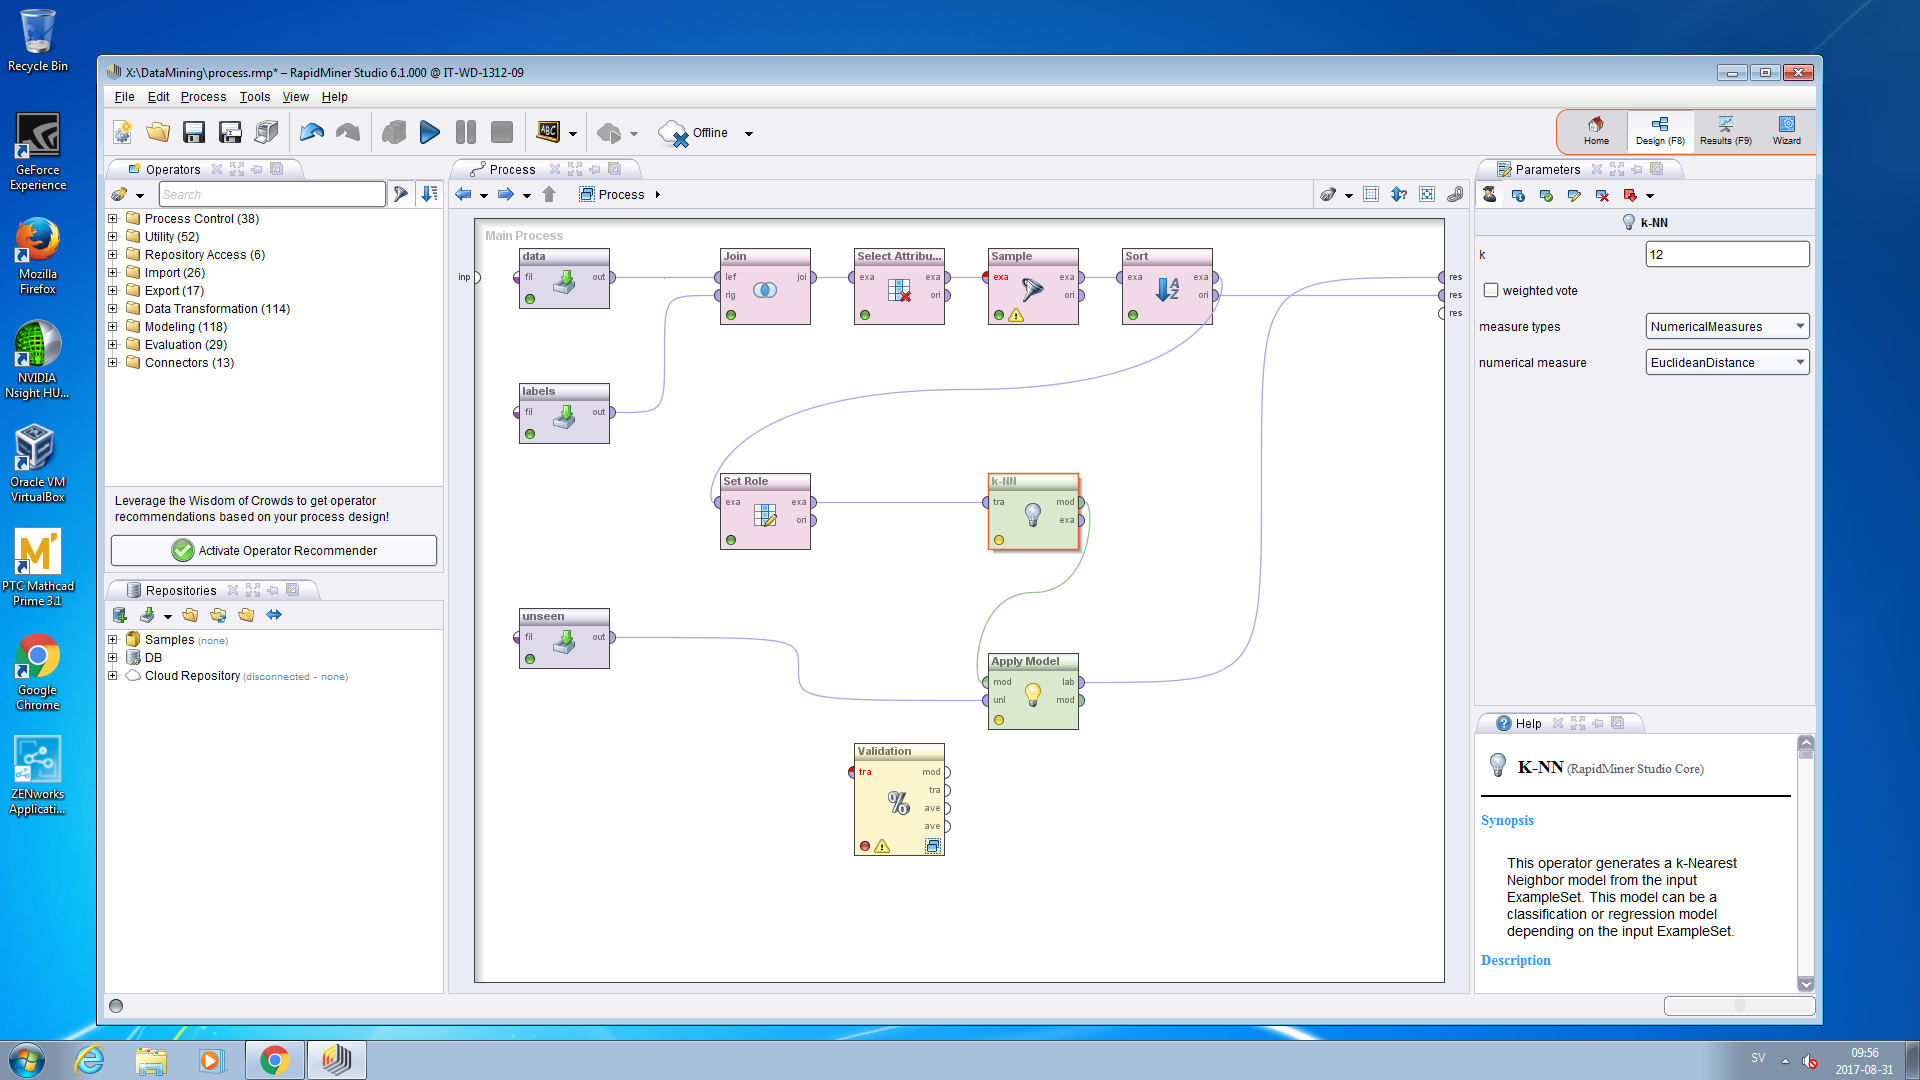 Recycle Bin
GeForce
Experience
Mozilla
Firefox
NVIDIA
Nsight HU...
Oracle VM
VirtualBox
PTC Mathcad
Prime 3.1
Google
Chrome
ZENworks
Applicati...
X:\DataMining\process.rmp* – RapidMiner Studio 6.1.000 @ IT-WD-1312-09
File Edit Process Tools View Help
ABC
Offline
Home
Design (F8)
Results (F9)
Wizard
Operators
Search
Process Control (38)
Utility (52)
Repository Access (6)
Import (26)
Export (17)
Data Transformation (114)
Modeling (118)
Evaluation (29)
Connectors (13)
Leverage the Wisdom of Crowds to get operator
recommendations based on your process design!
Activate Operator Recommender
Repositories
Samples (none)
DB
Cloud Repository (disconnected - none)
Process
Process
Main Process
inp
data
fil out
Join
lef joi
rig
Select Attribu...
exa exa
ori
Sample
exa exa
ori
Sort
exa exa
ori
res
res
res
labels
fil out
Set Role
exa exa
ori
k-NN
tra mod
exa
unseen
fil out
Apply Model
mod lab
unl mod
Validation
tra mod
tra
ave
ave
Parameters
k-NN
k 12
weighted vote
measure types NumericalMeasures
numerical measure EuclideanDistance
Help
K-NN (RapidMiner Studio Core)
Synopsis
This operator generates a k-Nearest
Neighbor model from the input
ExampleSet. This model can be a
classification or regression model
depending on the input ExampleSet.
Description
SV
09:56
2017-08-31